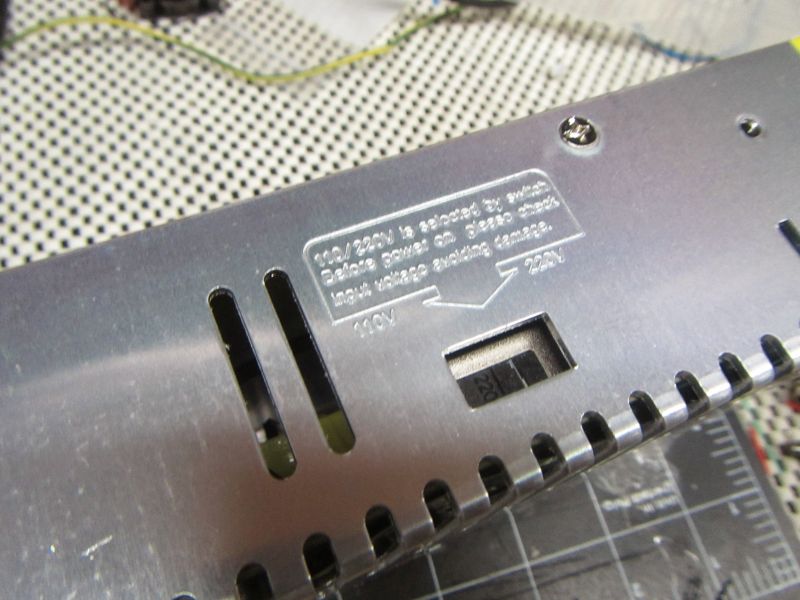 110/220V is selected by switch
Before power on please check
input voltage avoiding damage.
110V
220V
220